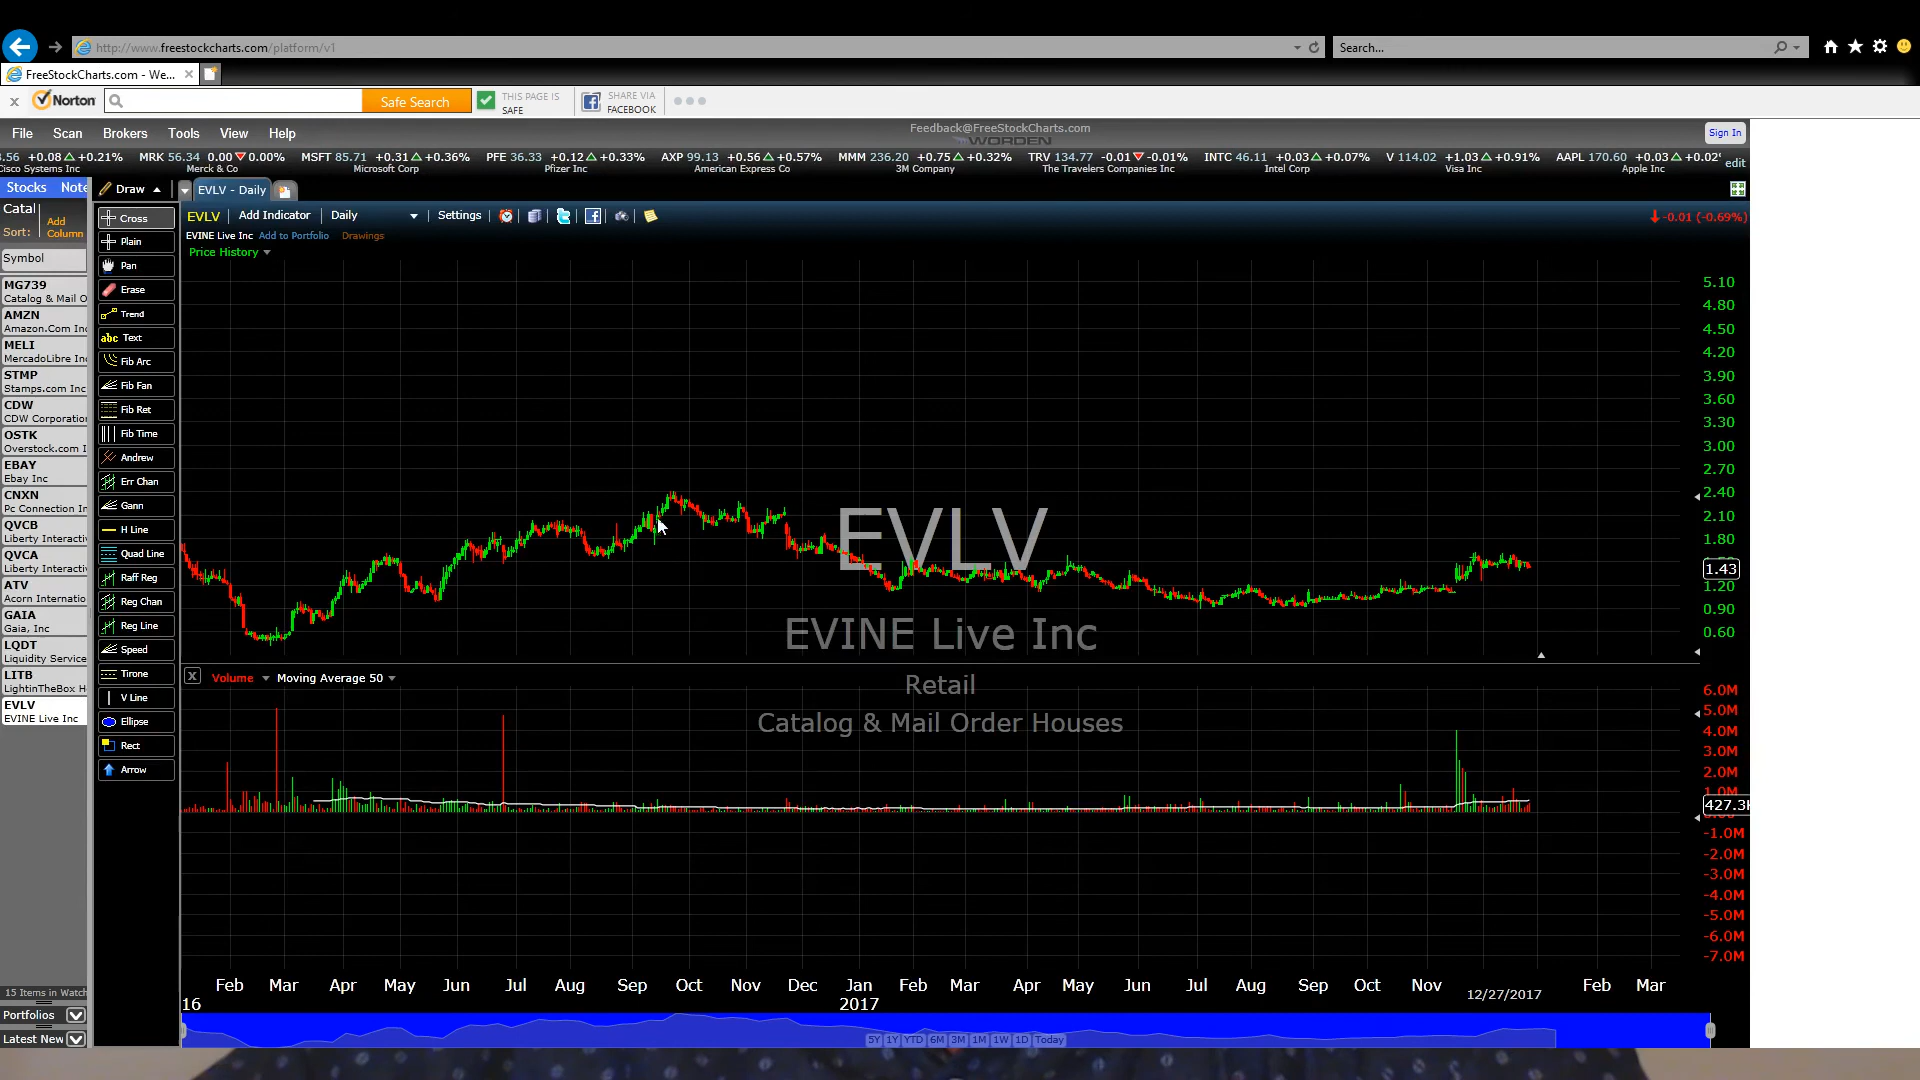 http://www.freestockcharts.com/platform/v1
Search...
FreeStockCharts.com - We...
Norton
Safe Search
THIS PAGE IS
SAFE
SHARE VIA
FACEBOOK
File Scan Brokers Tools View Help
Feedback@FreeStockCharts.com
WORDEN
Sign In
3.56 +0.08 +0.21% MRK 56.34 0.00 0.00% MSFT 85.71 +0.31 +0.36% PFE 36.33 +0.12 +0.33% AXP 99.13 +0.56 +0.57% MMM 236.20 +0.75 +0.32% TRV 134.77 -0.01 -0.01% INTC 46.11 +0.03 +0.07% V 114.02 +1.03 +0.91% AAPL 170.60 +0.03 +0.02% edit
Cisco Systems Inc Merck & Co Microsoft Corp Pfizer Inc American Express Co 3M Company The Travelers Companies Inc Intel Corp Visa Inc Apple Inc
Stocks Note
Draw
EVLV - Daily
Catal
Sort:
Add
Column
Symbol
MG739
Catalog & Mail O
AMZN
Amazon.Com Inc
MELI
MercadoLibre Inc
STMP
Stamps.com Inc
CDW
CDW Corporation
OSTK
Overstock.com I
EBAY
Ebay Inc
CNXN
Pc Connection In
QVCB
Liberty Interacti
QVCA
Liberty Interacti
ATV
Acorn Internatio
GAIA
Gaia, Inc
LQDT
Liquidity Service
LITB
LightInTheBox H
EVLV
EVINE Live Inc
15 Items in Watch
Portfolios
Latest New
Cross
Plain
Pan
Erase
Trend
abc Text
Fib Arc
Fib Fan
Fib Ret
Fib Time
Andrew
Err Chan
Gann
H Line
Quad Line
Raff Reg
Reg Chan
Reg Line
Speed
Tirone
V Line
Ellipse
Rect
Arrow
EVLV Add Indicator Daily Settings
-0.01 (-0.69%)
EVINE Live Inc Add to Portfolio Drawings
Price History
5.10
4.80
4.50
4.20
3.90
3.60
3.30
3.00
2.70
2.40
2.10
1.80
1.43
1.20
0.90
0.60
EVLV
EVINE Live Inc
Retail
Catalog & Mail Order Houses
X Volume Moving Average 50
6.0M
5.0M
4.0M
3.0M
2.0M
1.0M
427.3K
-1.0M
-2.0M
-3.0M
-4.0M
-5.0M
-6.0M
-7.0M
Feb Mar Apr May Jun Jul Aug Sep Oct Nov Dec Jan Feb Mar Apr May Jun Jul Aug Sep Oct Nov 12/27/2017 Feb Mar
16 2017
5Y 1Y YTD 6M 3M 1M 1W 1D Today